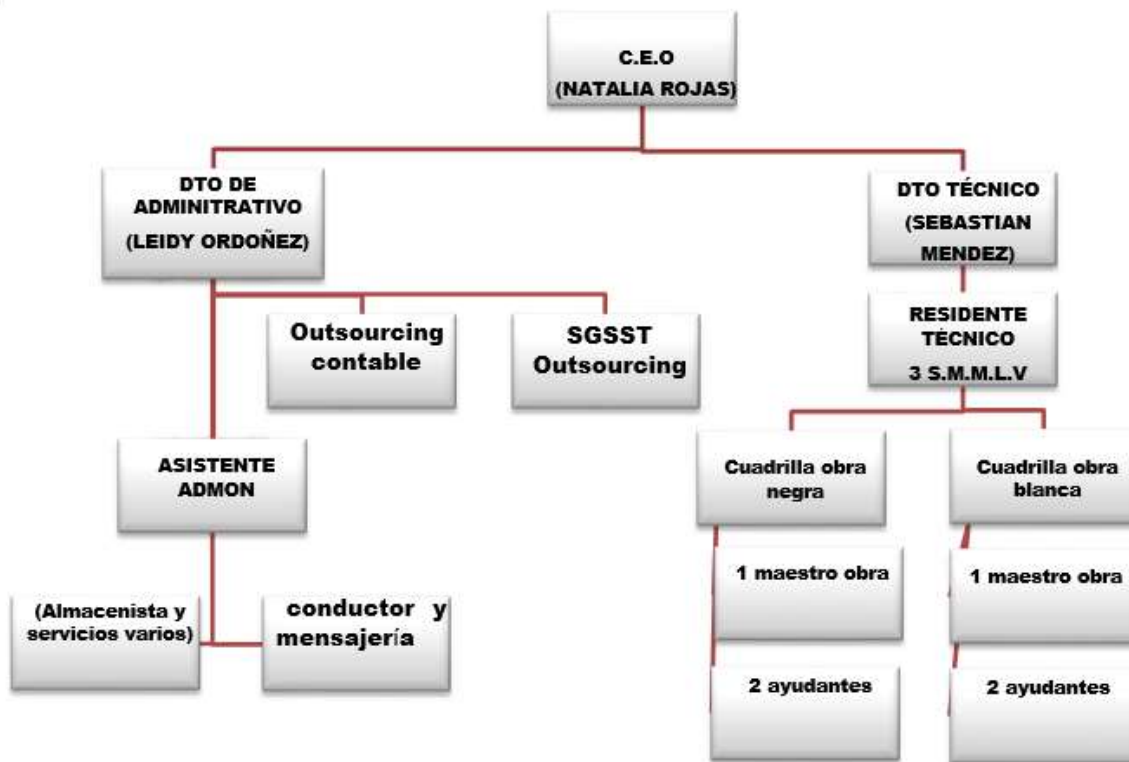 C.E.O
(NATALIA ROJAS)
DTO DE
ADMINITRATIVO
(LEIDY ORDOÑEZ)
DTO TÉCNICO
(SEBASTIAN
MENDEZ)
Outsourcing
contable
SGSST
Outsourcing
RESIDENTE
TÉCNICO
3 S.M.M.L.V
ASISTENTE
ADMON
Cuadrilla obra
negra
Cuadrilla obra
blanca
1 maestro obra
1 maestro obra
(Almacenista y
servicios varios)
conductor y
mensajería
2 ayudantes
2 ayudantes